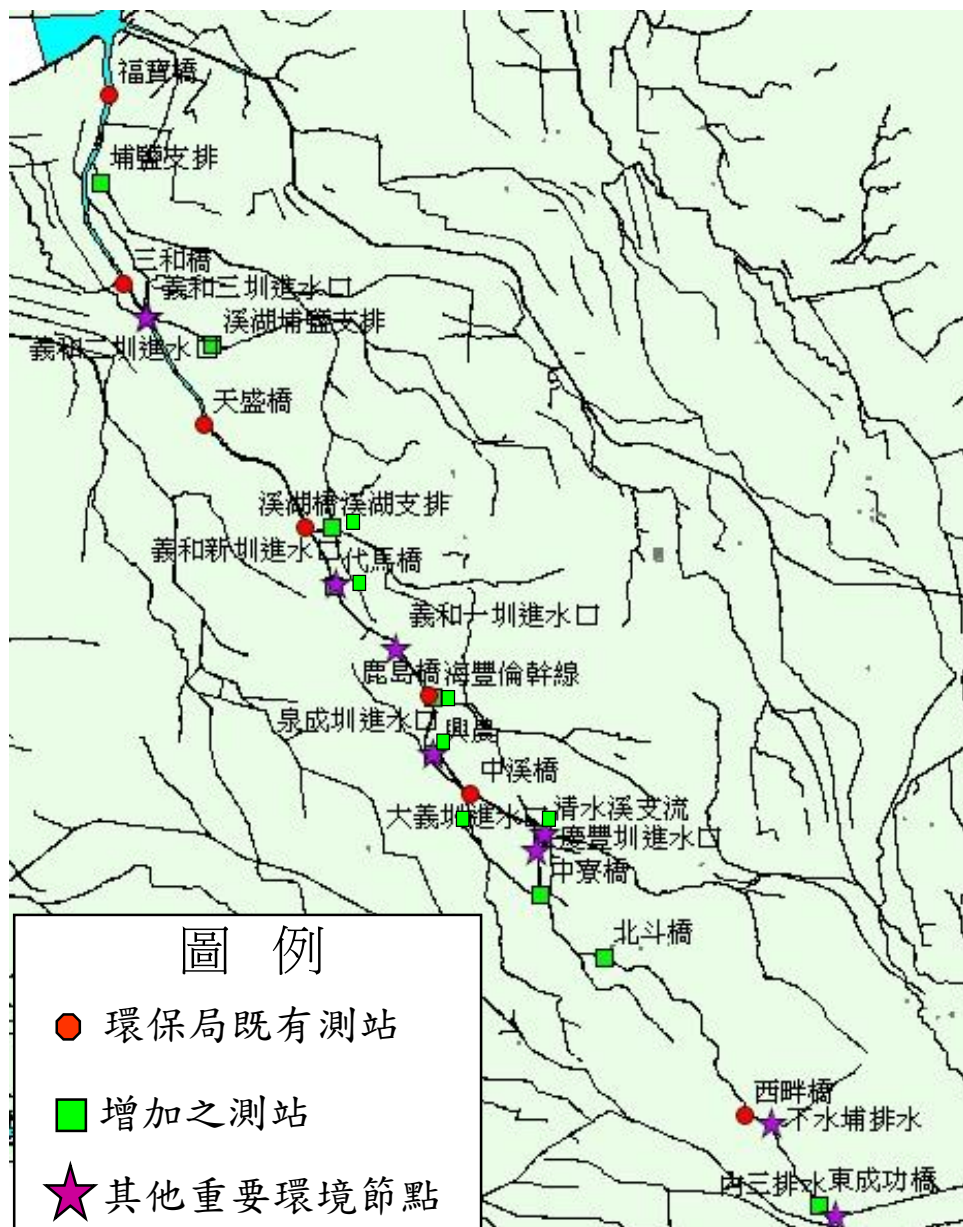 福寶橋
埔鹽支排
三和橋
義和三圳進水口
溪湖埔鹽支排
義和二圳進水
天盛橋
溪湖橋溪湖支排
義和新圳進水口
代馬橋
義和一圳進水口
鹿島橋海豐倫幹線
泉成圳進水口
興農
中溪橋
大義圳進水口
清水溪支流
慶豐圳進水口
中寮橋
北斗橋
西畔橋
下水埔排水
內三排水
東成功橋
圖 例
環保局既有測站
增加之測站
其他重要環境節點